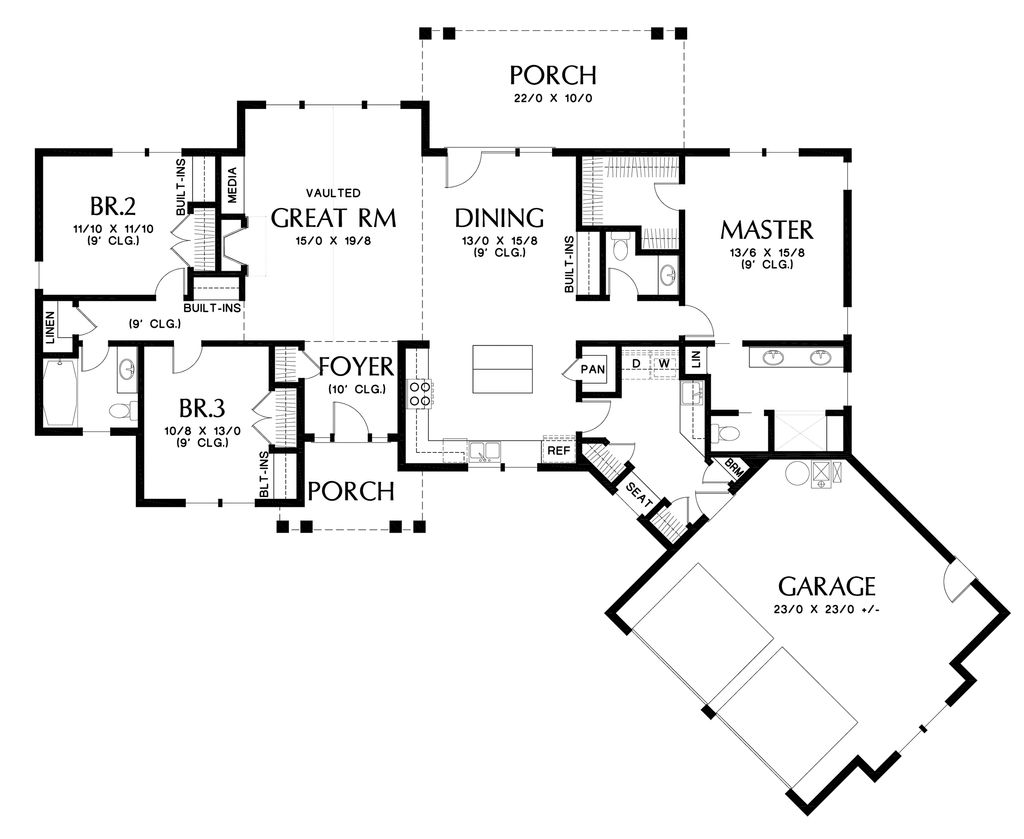 PORCH
22/0 X 10/0
BUILT-INS
MEDIA
VAULTED
GREAT RM
15/0 X 19/8
BR.2
11/10 X 11/10
(9' CLG.)
DINING
13/0 X 15/8
(9' CLG.)
BUILT-INS
MASTER
13/6 X 15/8
(9' CLG.)
BUILT-INS
LINEN
(9' CLG.)
FOYER
(10' CLG.)
PAN
D
W
LIN
BR.3
10/8 X 13/0
(9' CLG.)
REF
BLT-INS
PORCH
BRM
SEAT
GARAGE
23/0 X 23/0 +/-